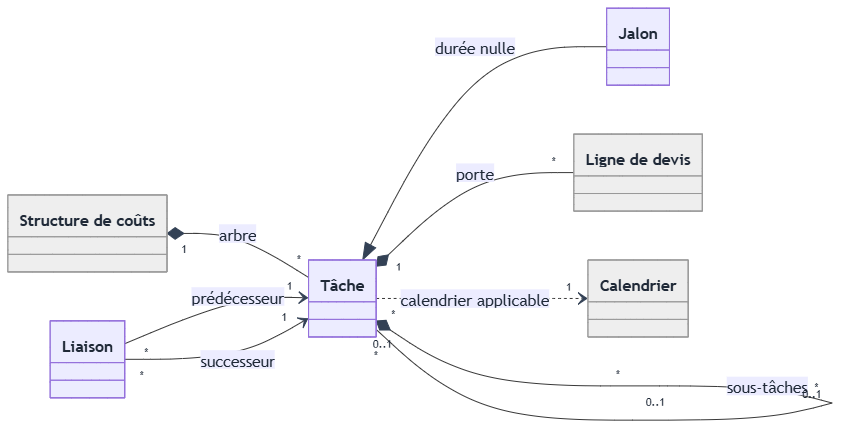 Jalon
durée nulle
Ligne de devis
*
porte
1
Structure de coûts
1
arbre
*
Tâche
1
prédécesseur
1
calendrier applicable
1
Calendrier
*
Liaison
*
successeur
*
0..1
*
*
sous-tâches
*
0..1
0..1